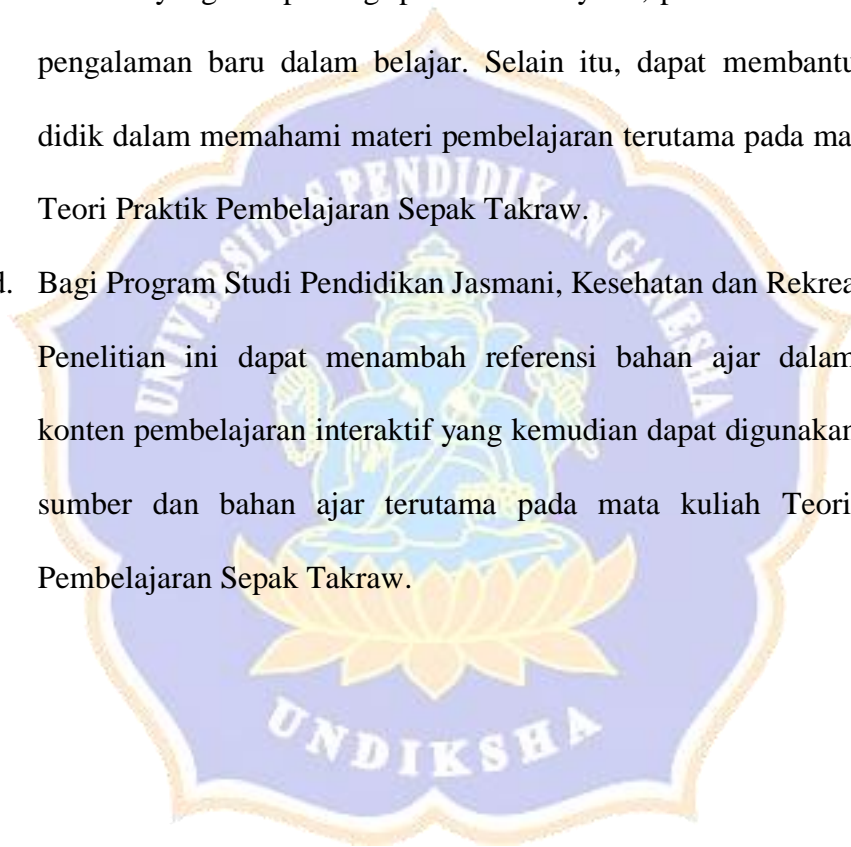 pengalaman baru dalam belajar. Selain itu, dapat membantu
didik dalam memahami materi pembelajaran terutama pada ma
Teori Praktik Pembelajaran Sepak Takraw.
d. Bagi Program Studi Pendidikan Jasmani, Kesehatan dan Rekrea
Penelitian ini dapat menambah referensi bahan ajar dalam
konten pembelajaran interaktif yang kemudian dapat digunakan
sumber dan bahan ajar terutama pada mata kuliah Teori
Pembelajaran Sepak Takraw.
UNIVERSITAS PENDIDIKAN GANESHA
UNDIKSHA